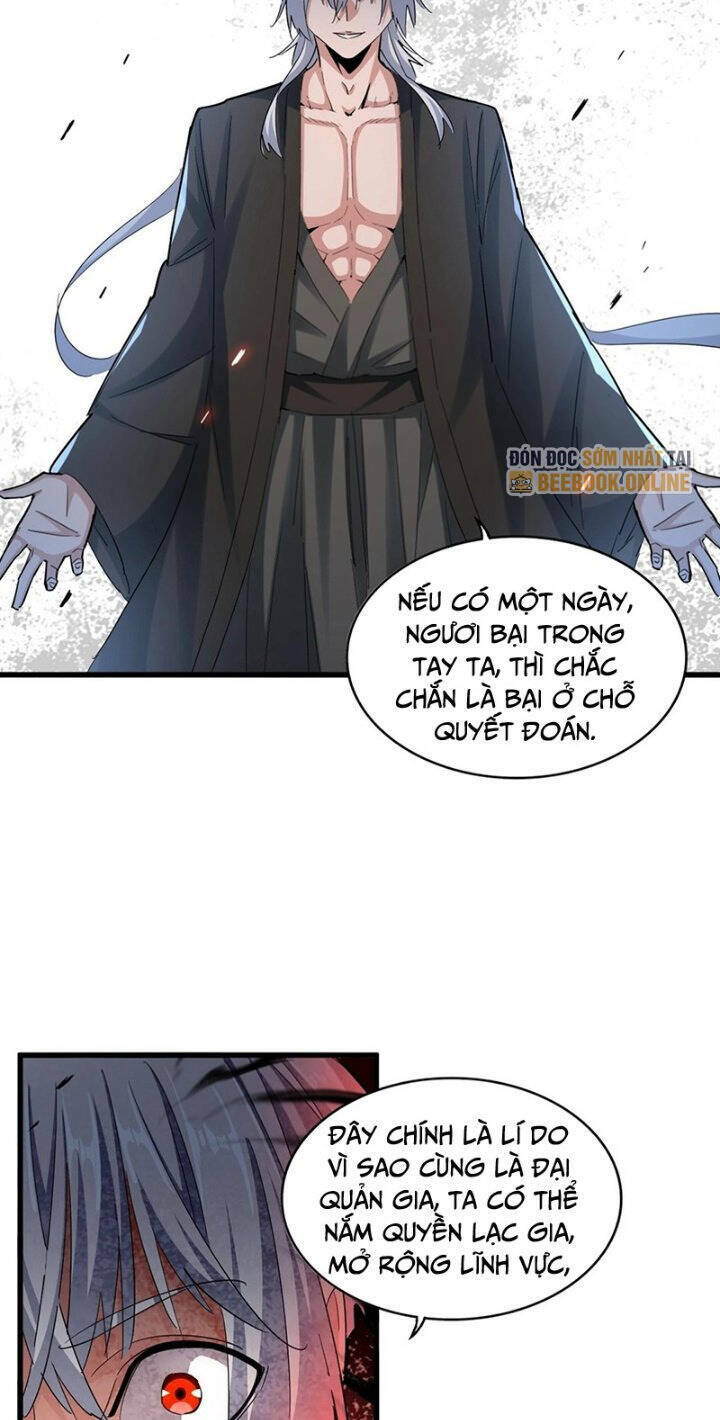 ĐÓN ĐỌC SỚM NHẤT TẠI
BEEBOOK.ONLINE
NẾU CÓ MỘT NGÀY,
NGƯƠI BẠI TRONG
TAY TA, THÌ CHẮC
CHẮN LÀ BẠI Ở CHỖ
QUYẾT ĐOÁN.
ĐÂY CHÍNH LÀ LÍ DO
VÌ SAO CÙNG LÀ ĐẠI
QUẢN GIA, TA CÓ THỂ
NẮM QUYỀN LẠC GIA,
MỞ RỘNG LĨNH VỰC,